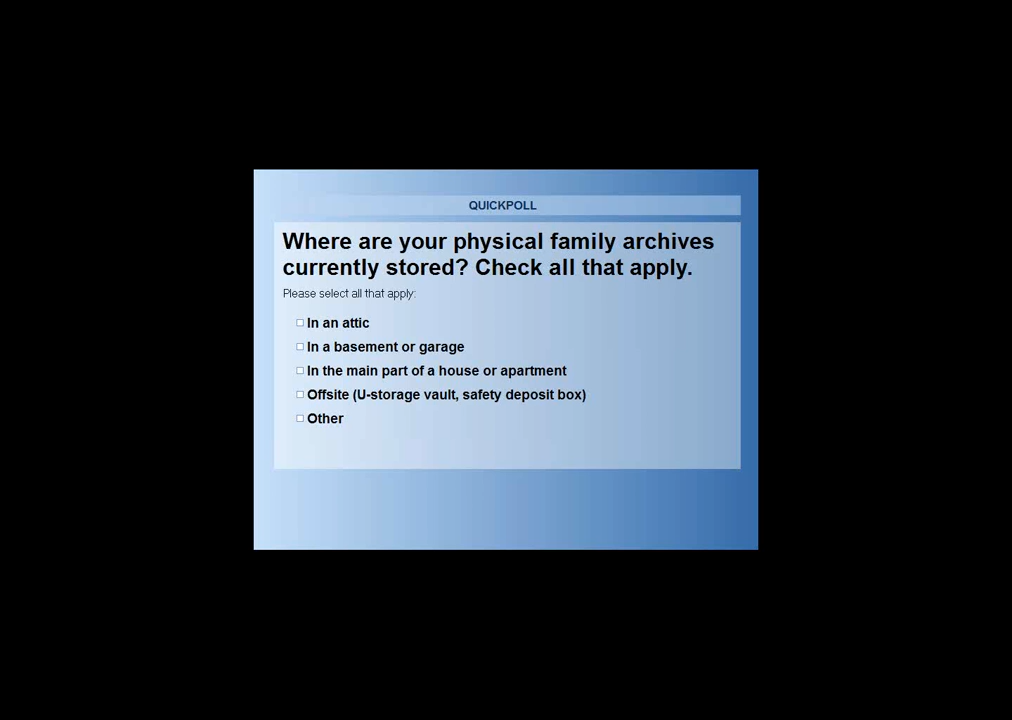 QUICKPOLL
Where are your physical family archives
currently stored? Check all that apply.
Please select all that apply:
In an attic
In a basement or garage
In the main part of a house or apartment
Offsite (U-storage vault, safety deposit box)
Other